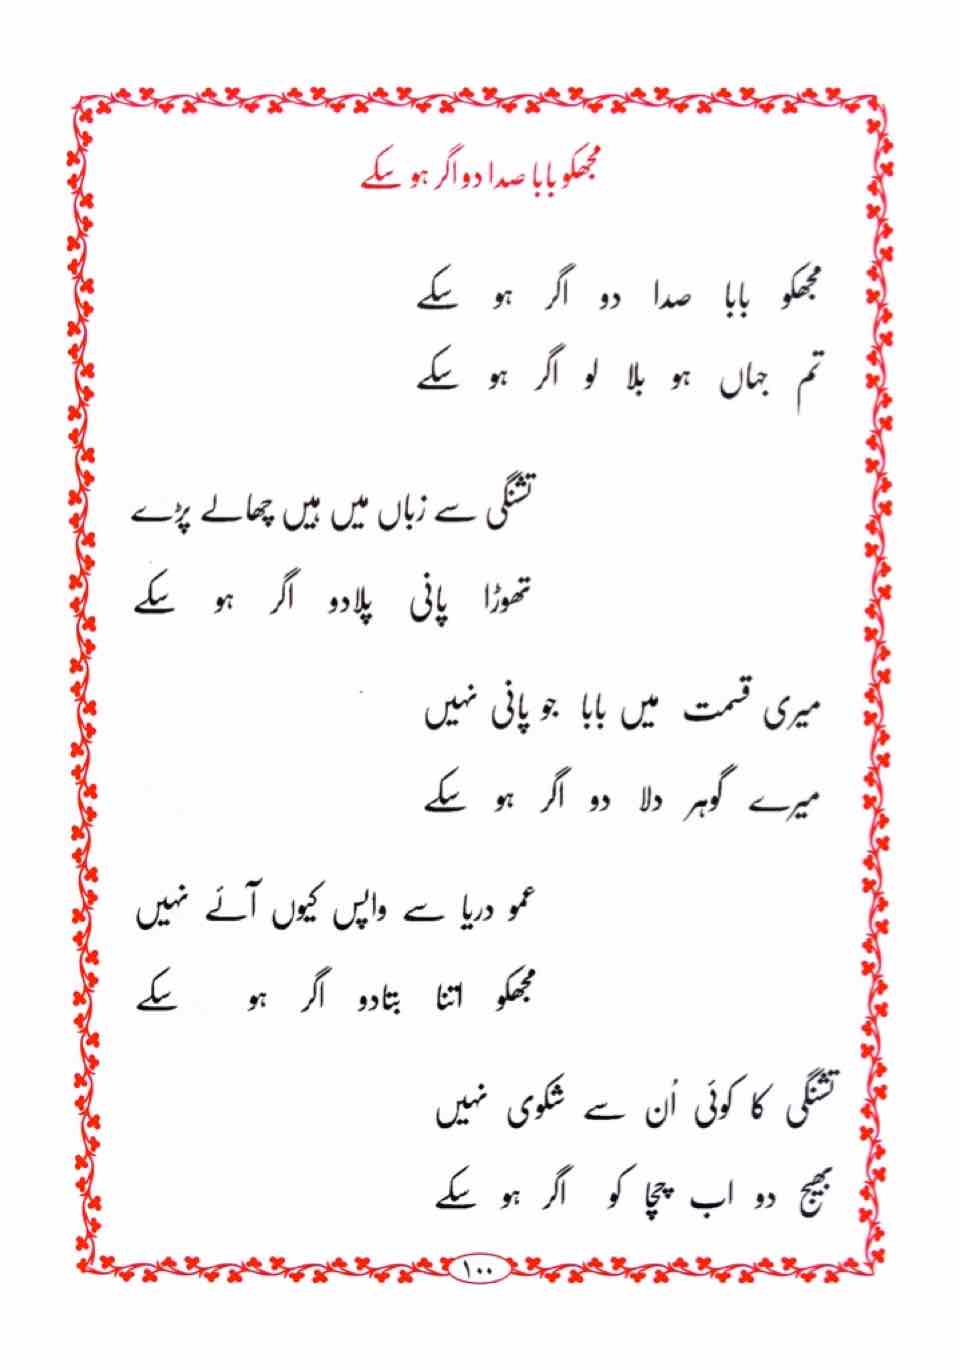 مجھکو بابا صدا دو اگر ہو سکے
مجھکو بابا صدا دو اگر ہو سکے
تم جہاں ہو بلا لو اگر ہو سکے
تشنگی سے زباں میں ہیں چھالے پڑے
تھوڑا پانی پلادو اگر ہو سکے
میری قسمت میں بابا جو پانی نہیں
میرے گوہر دلا دو اگر ہو سکے
عمو دریا سے واپس کیوں آئے نہیں
مجھکو اتنا بتادو اگر ہو سکے
تشنگی کا کوئی اُن سے شکوی نہیں
بھیج دو اب چچا کو اگر ہو سکے
۱۰۰